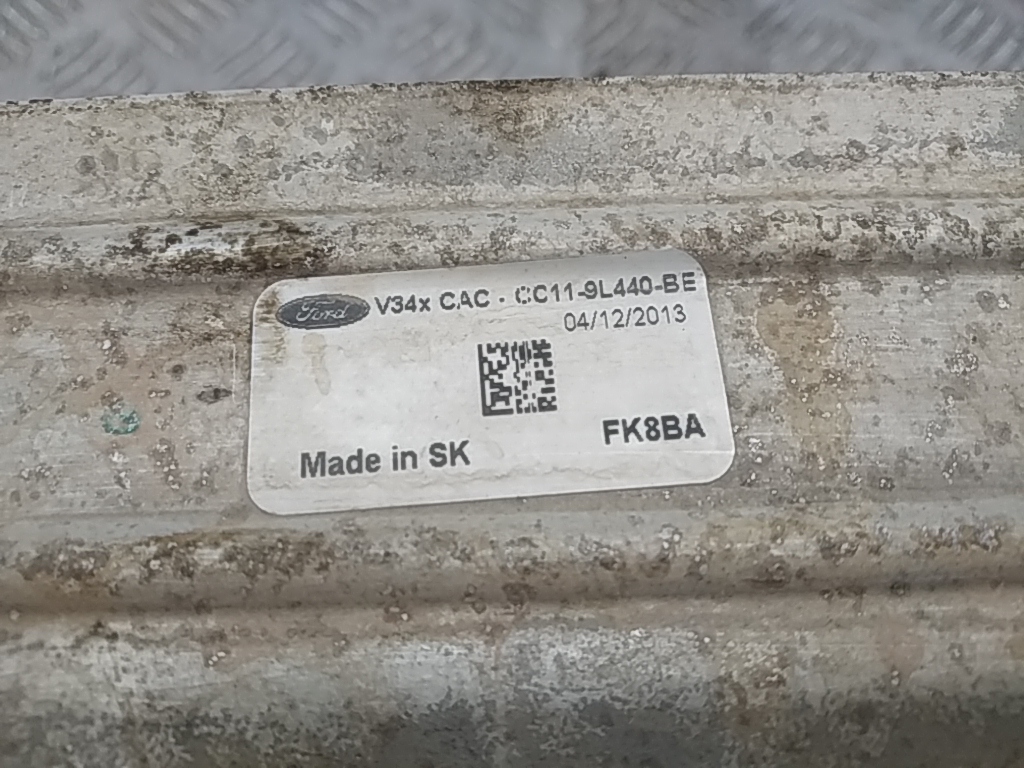 Ford V34x CAC - CC11-9L440-BE
04/12/2013
FK8BA
Made in SK